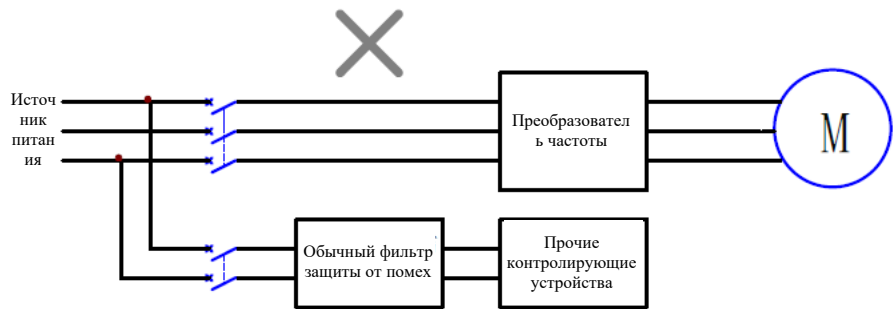 Источ
ник
питан
ия
Преобразовател
ь частоты
M
Обычный фильтр
защиты от помех
Прочие
контролирующие
устройства